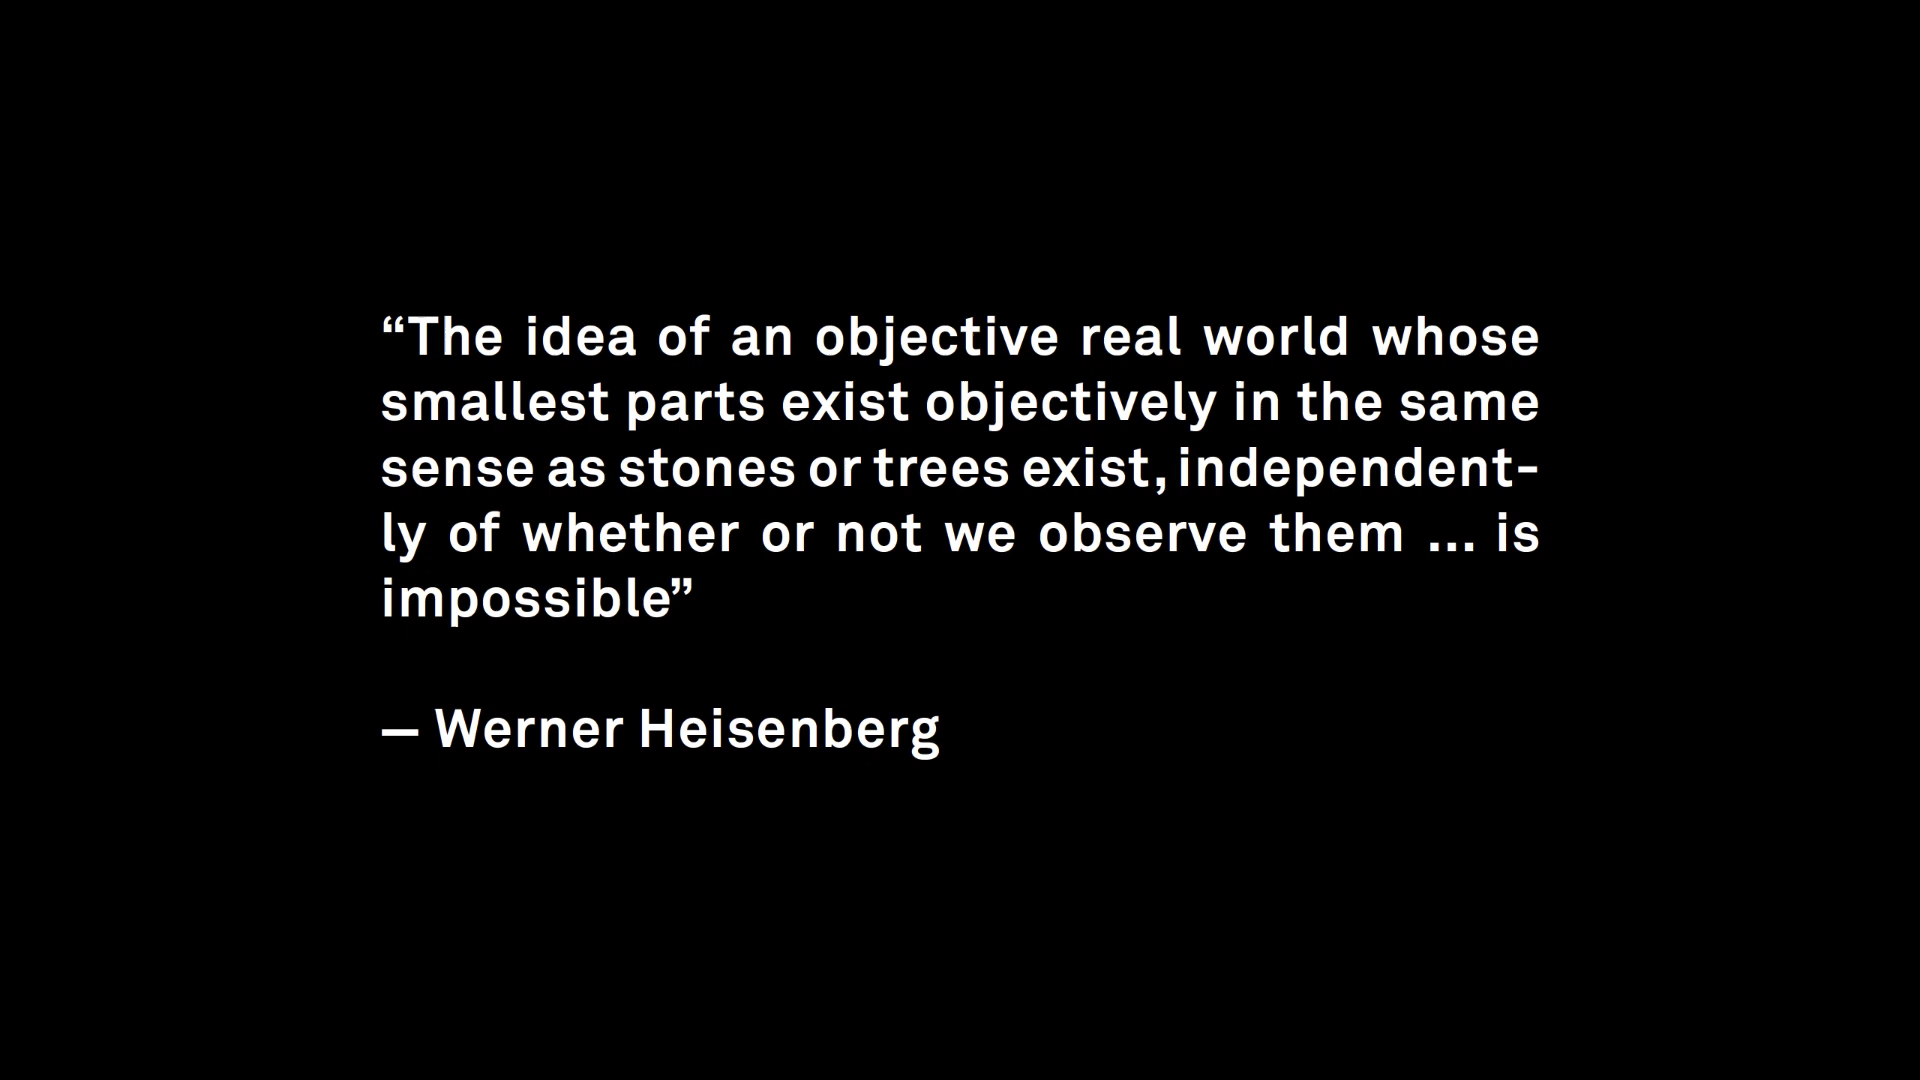 “The idea of an objective real world whose
smallest parts exist objectively in the same
sense as stones or trees exist, independent-
ly of whether or not we observe them ... is
impossible”
— Werner Heisenberg